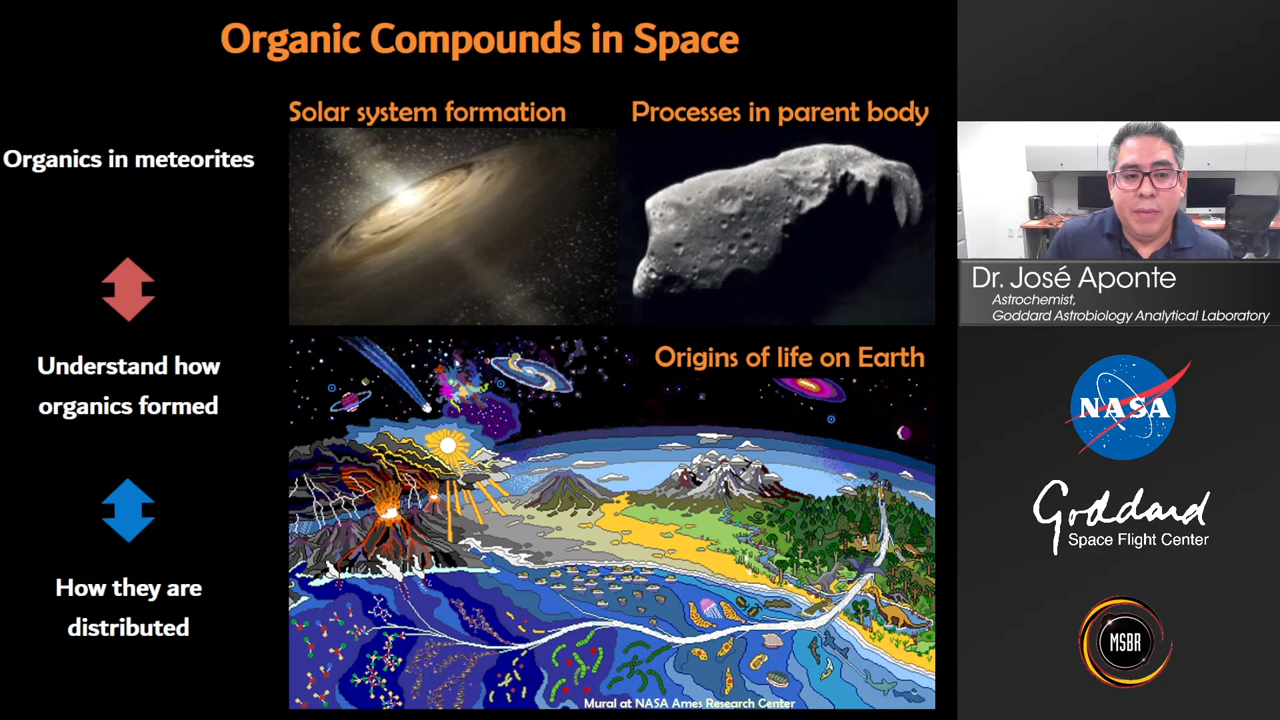 Organic Compounds in Space
Solar system formation
Processes in parent body
Organics in meteorites
Understand how
organics formed
How they are
distributed
Origins of life on Earth
Mural at NASA Ames Research Center
Dr. José Aponte
Astrochemist,
Goddard Astrobiology Analytical Laboratory
NASA
Goddard
Space Flight Center
MSBR